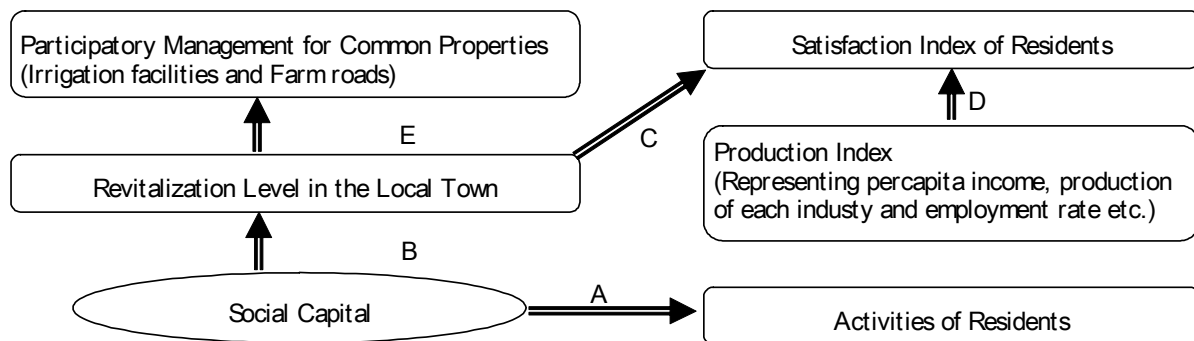 Participatory Management for Common Properties
(Irrigation facilities and Farm roads)
Satisfaction Index of Residents
D
E
C
Production Index
(Representing percapita income, production
of each industy and employment rate etc.)
Revitalization Level in the Local Town
B
A
Social Capital
Activities of Residents